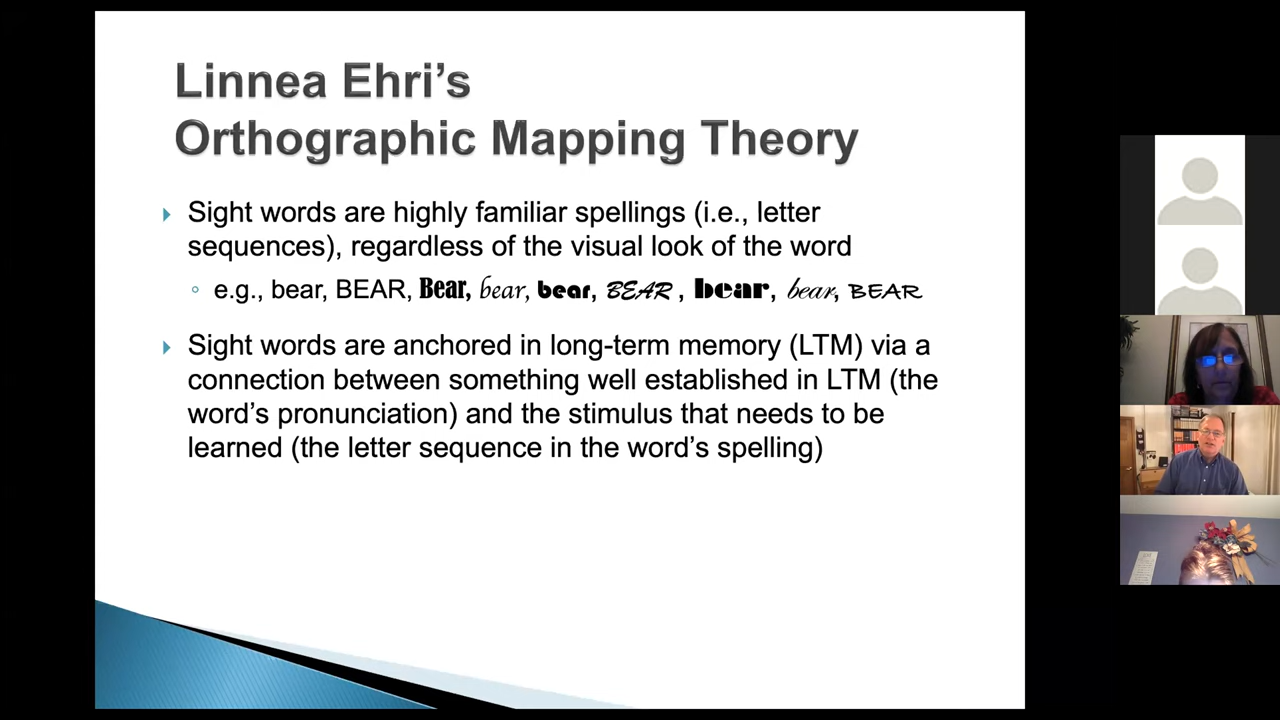 Linnea Ehri's
Orthographic Mapping Theory
Sight words are highly familiar spellings (i.e., letter
sequences), regardless of the visual look of the word
e.g., bear, BEAR, Bear, bear, bear, BEAR, bear, bear, BEAR
Sight words are anchored in long-term memory (LTM) via a
connection between something well established in LTM (the
word's pronunciation) and the stimulus that needs to be
learned (the letter sequence in the word's spelling)